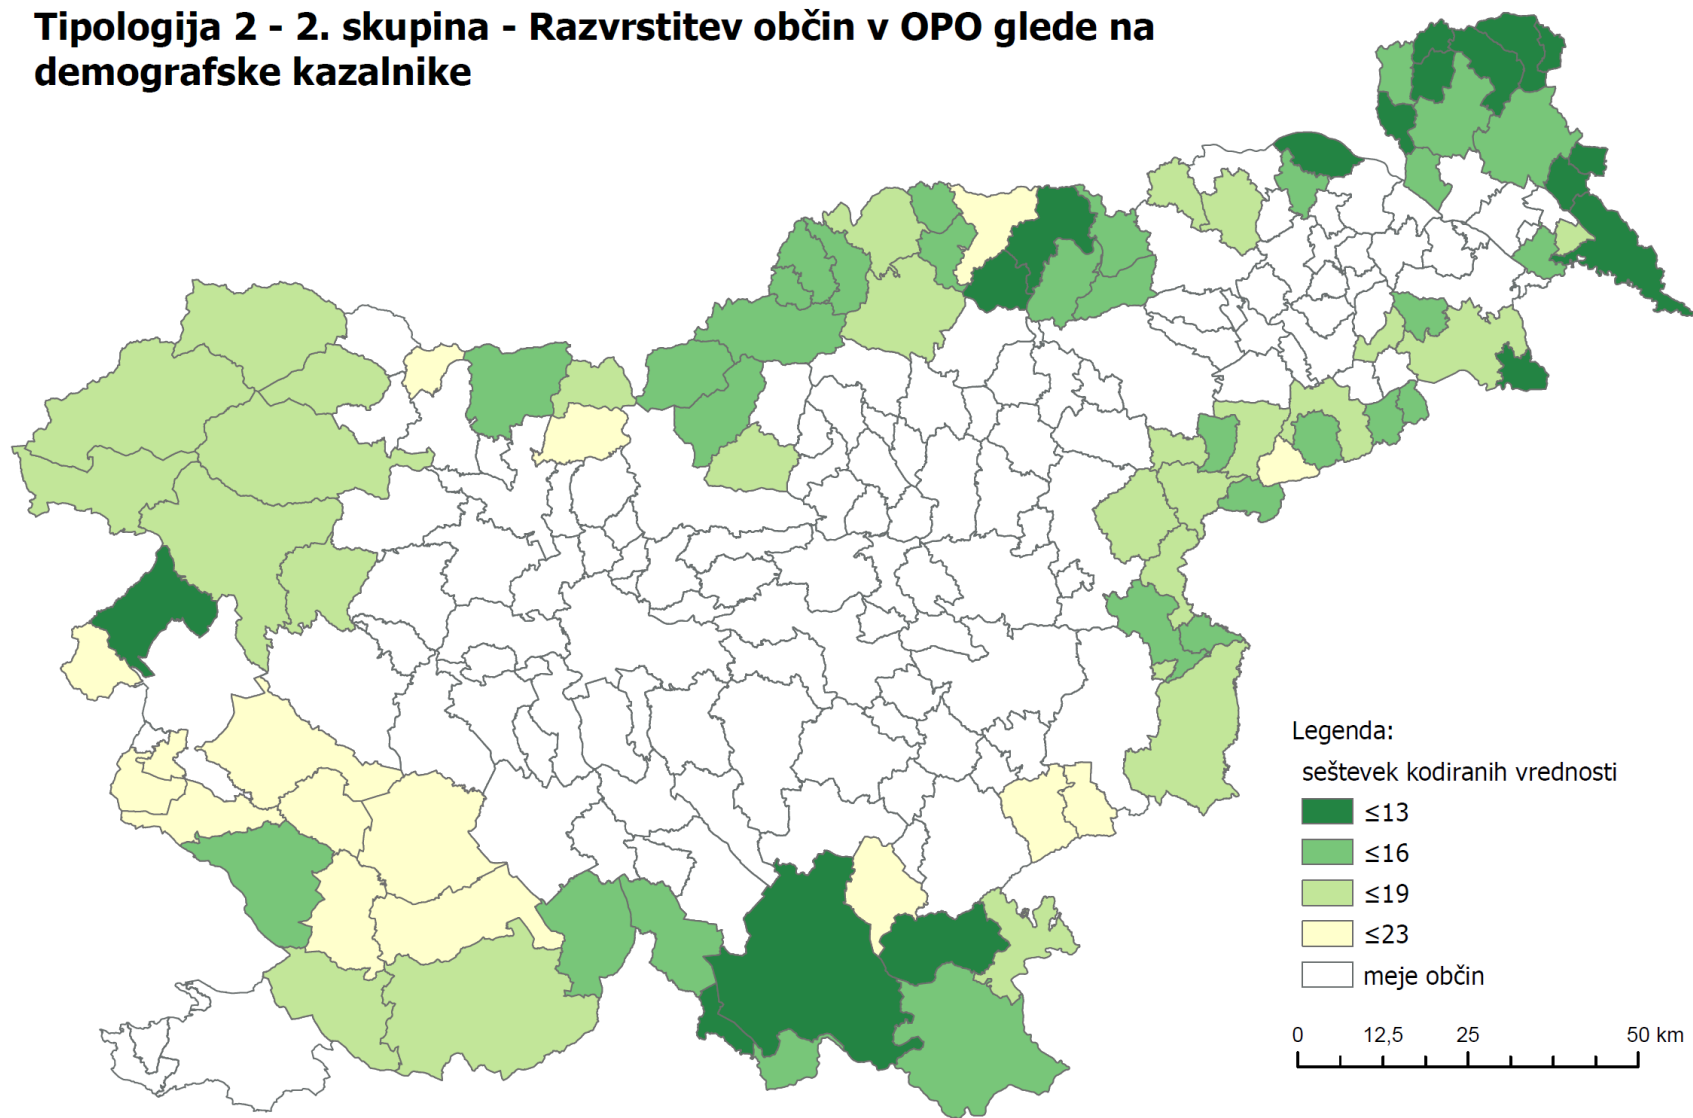 Tipologija 2 - 2. skupina - Razvrstitev občin v OPO glede na
demografske kazalnike
Legenda:
seštevek kodiranih vrednosti
≤13
≤16
≤19
≤23
meje občin
0 12,5 25 50 km